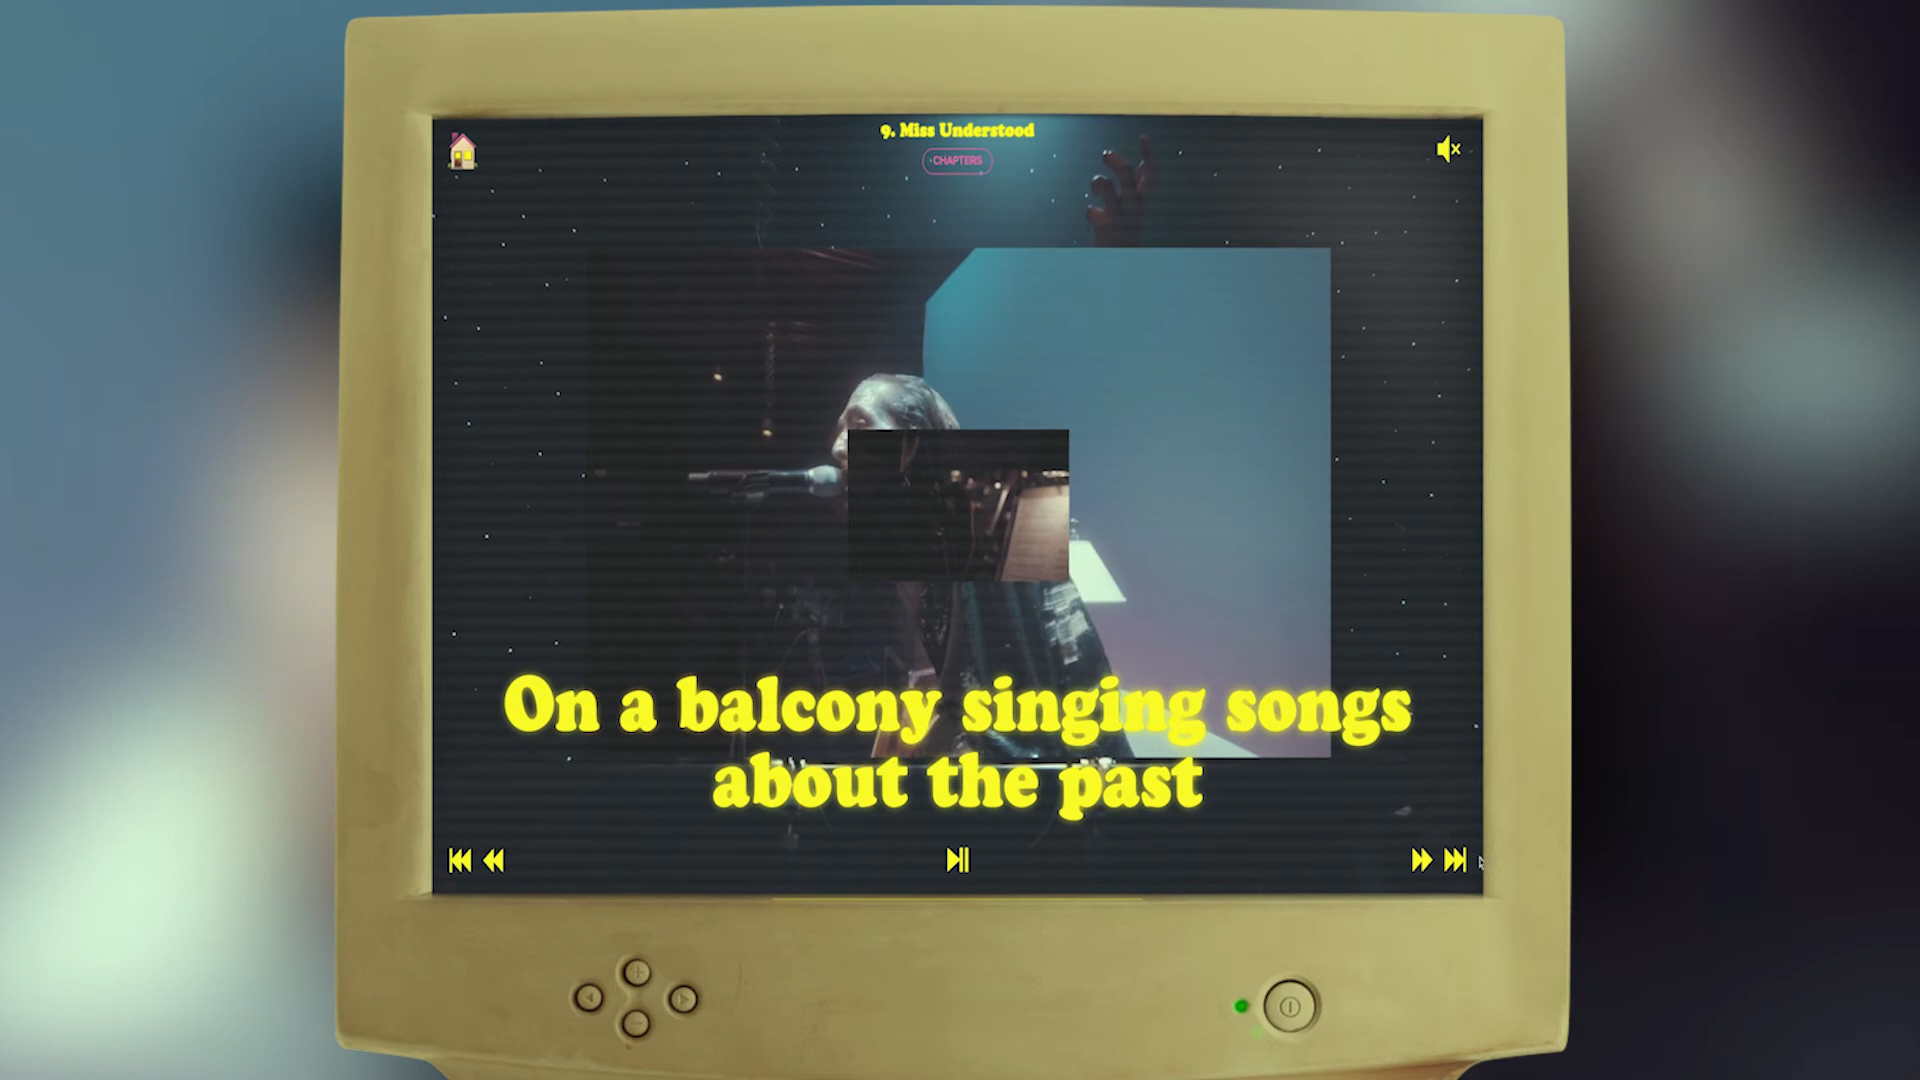 9. Miss Understood
CHAPTERS
On a balcony singing songs
about the past